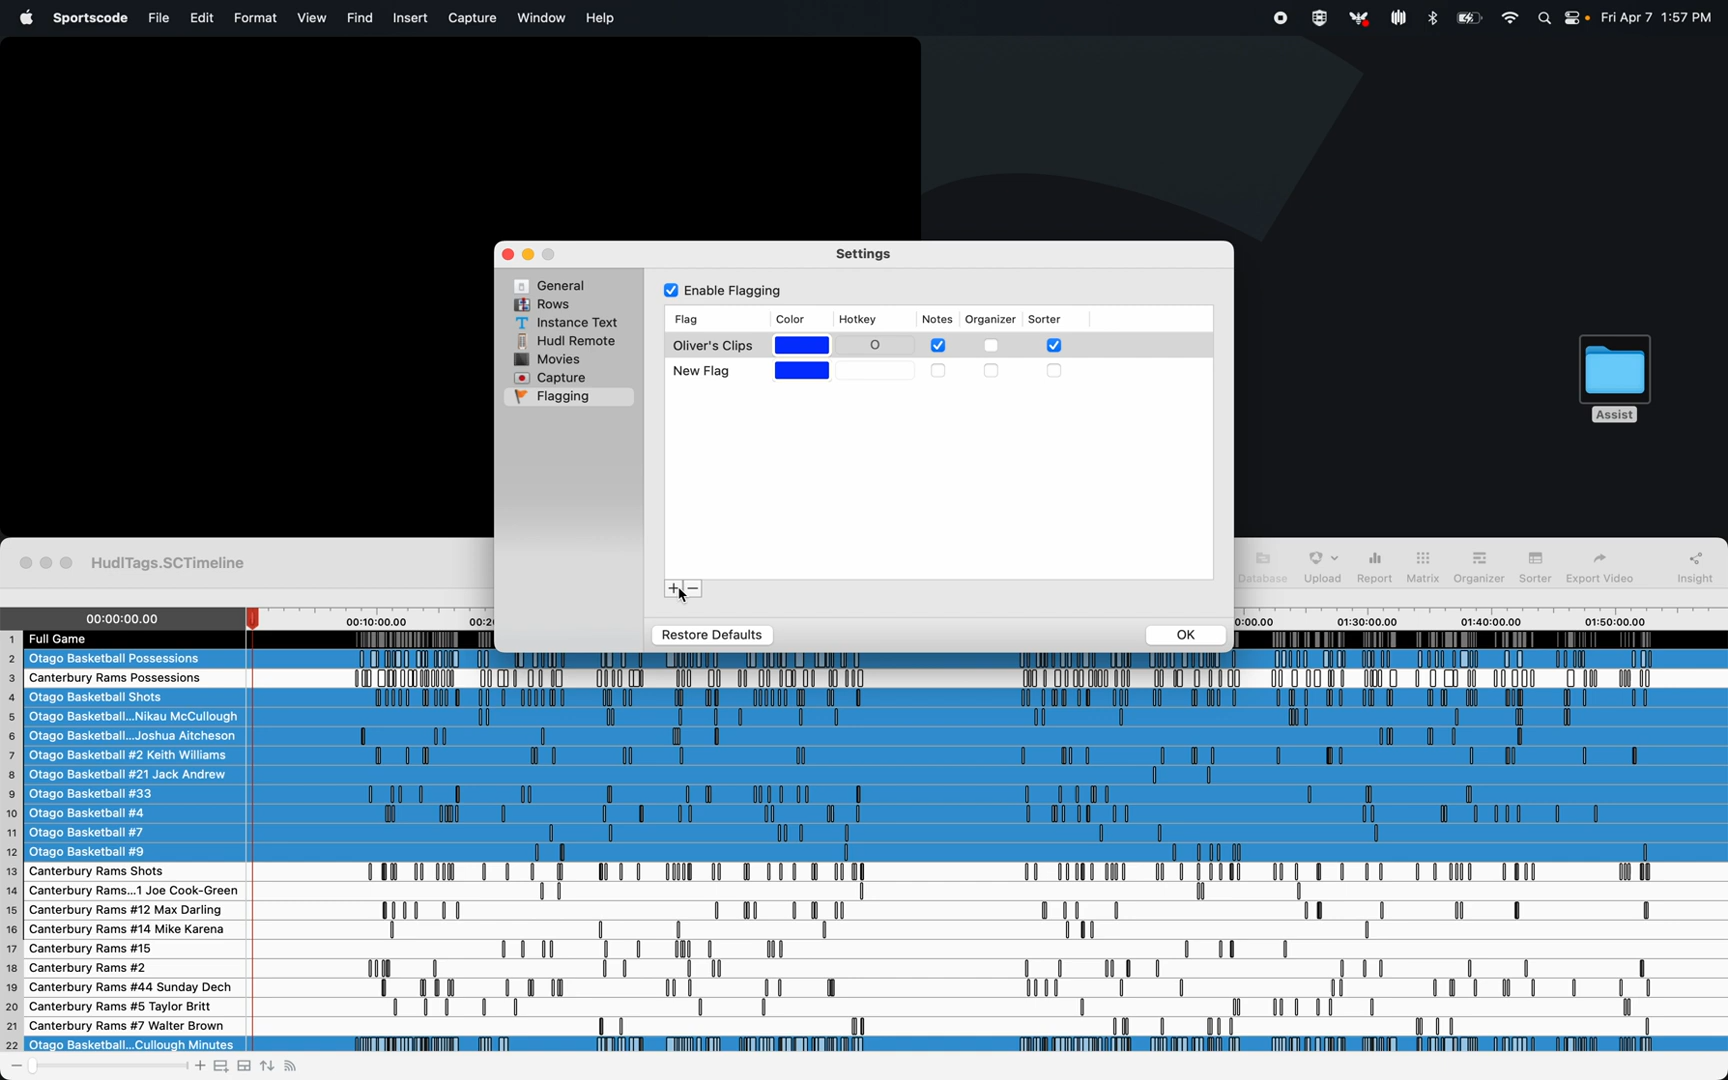 Sportscode File Edit Format View Find Insert Capture Window Help Fri Apr 7 1:57 PM
Settings
General
Rows
Instance Text
Hudl Remote
Movies
Capture
Flagging
Enable Flagging
Flag Color Hotkey Notes Organizer Sorter
Oliver's Clips O
New Flag
+ −
Restore Defaults OK
Assist
HudlTags.SCTimeline
Database Upload Report Matrix Organizer Sorter Export Video Insight
00:00:00.00 00:10:00.00 00:2 0:00.00 01:30:00.00 01:40:00.00 01:50:00.00
1 Full Game
2 Otago Basketball Possessions
3 Canterbury Rams Possessions
4 Otago Basketball Shots
5 Otago Basketball...Nikau McCullough
6 Otago Basketball...Joshua Aitcheson
7 Otago Basketball #2 Keith Williams
8 Otago Basketball #21 Jack Andrew
9 Otago Basketball #33
10 Otago Basketball #4
11 Otago Basketball #7
12 Otago Basketball #9
13 Canterbury Rams Shots
14 Canterbury Rams...1 Joe Cook-Green
15 Canterbury Rams #12 Max Darling
16 Canterbury Rams #14 Mike Karena
17 Canterbury Rams #15
18 Canterbury Rams #2
19 Canterbury Rams #44 Sunday Dech
20 Canterbury Rams #5 Taylor Britt
21 Canterbury Rams #7 Walter Brown
22 Otago Basketball...Cullough Minutes